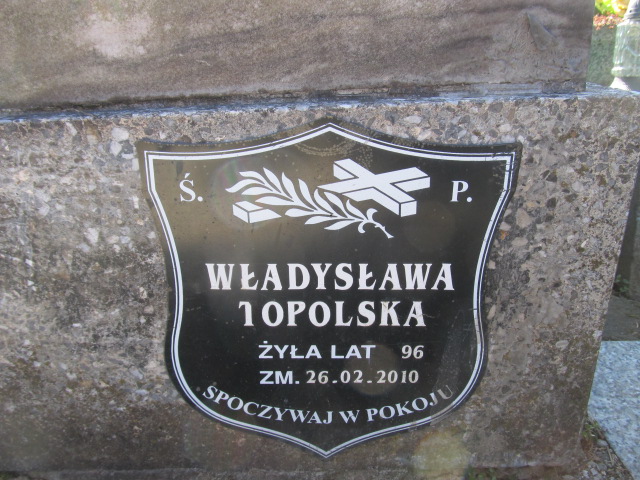 Ś. P.
WŁADYSŁAWA
TOPOLSKA
ŻYŁA LAT 96
ZM. 26.02.2010
SPOCZYWAJ W POKOJU